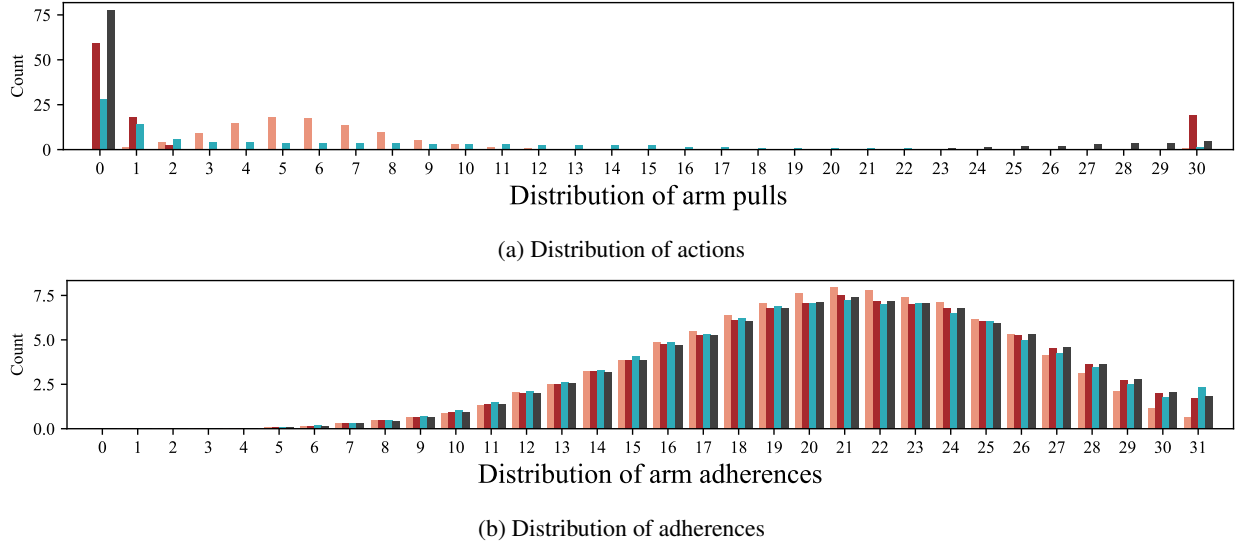 75
50
25
0
Count
0 1 2 3 4 5 6 7 8 9 10 11 12 13 14 15 16 17 18 19 20 21 22 23 24 25 26 27 28 29 30
Distribution of arm pulls
(a) Distribution of actions
7.5
5.0
2.5
0.0
Count
0 1 2 3 4 5 6 7 8 9 10 11 12 13 14 15 16 17 18 19 20 21 22 23 24 25 26 27 28 29 30 31
Distribution of arm adherences
(b) Distribution of adherences